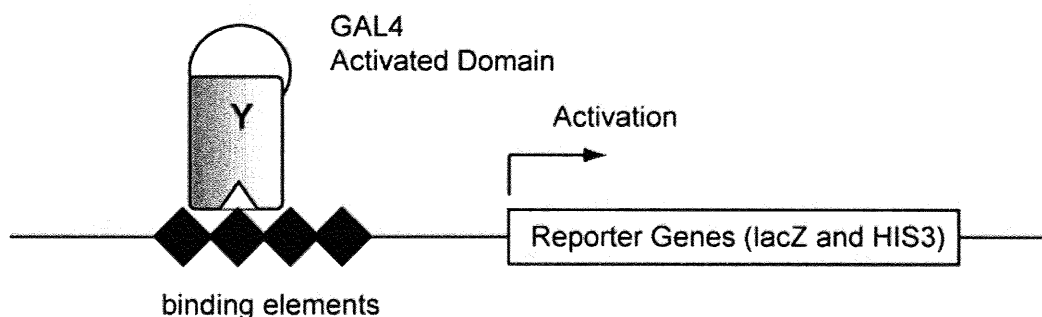 GAL4
Activated Domain
Y
Activation
Reporter Genes (lacZ and HIS3)
binding elements